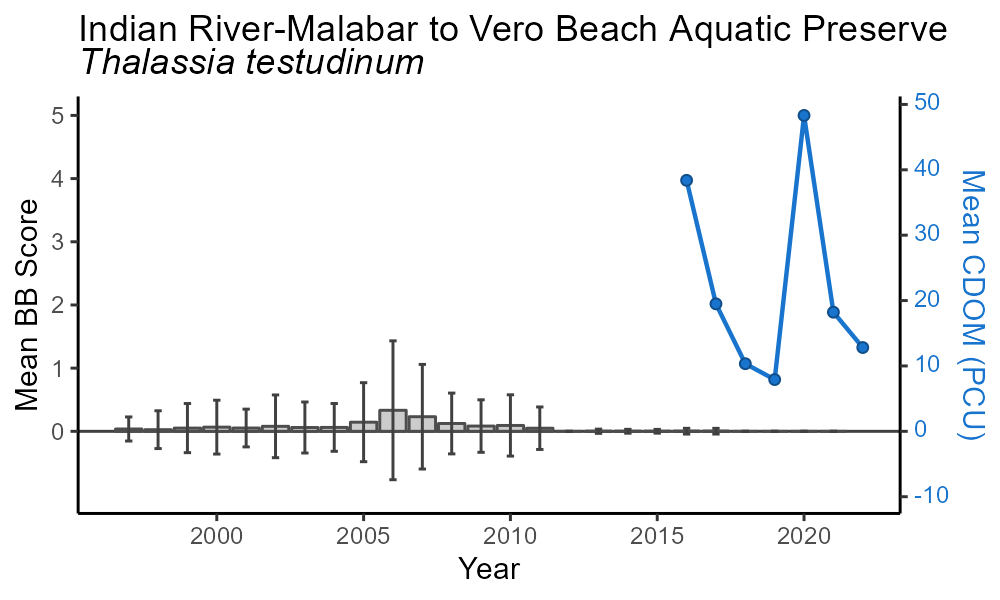 Indian River-Malabar to Vero Beach Aquatic Preserve
Thalassia testudinum
Mean BB Score
5
4
3
2
1
0
50
40
30
20
10
0
-10
Mean CDOM (PCU)
2000 2005 2010 2015 2020
Year